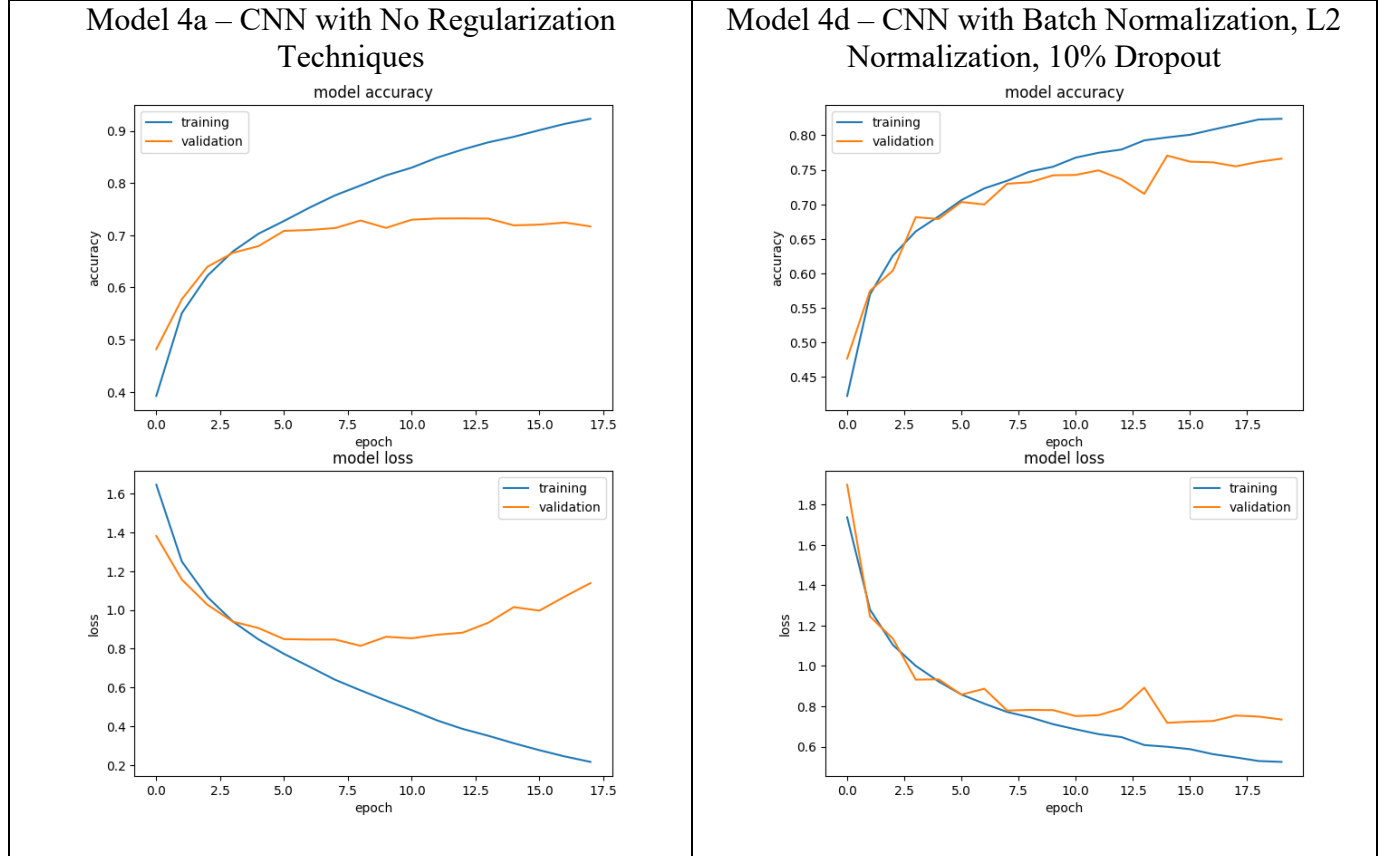 Model 4a – CNN with No Regularization
Techniques
model accuracy
training
validation
0.9
0.8
0.7
0.6
0.5
0.4
accuracy
0.0 2.5 5.0 7.5 10.0 12.5 15.0 17.5
epoch
model loss
training
validation
1.6
1.4
1.2
1.0
0.8
0.6
0.4
0.2
loss
0.0 2.5 5.0 7.5 10.0 12.5 15.0 17.5
epoch
Model 4d – CNN with Batch Normalization, L2
Normalization, 10% Dropout
model accuracy
training
validation
0.80
0.75
0.70
0.65
0.60
0.55
0.50
0.45
accuracy
0.0 2.5 5.0 7.5 10.0 12.5 15.0 17.5
epoch
model loss
training
validation
1.8
1.6
1.4
1.2
1.0
0.8
0.6
loss
0.0 2.5 5.0 7.5 10.0 12.5 15.0 17.5
epoch